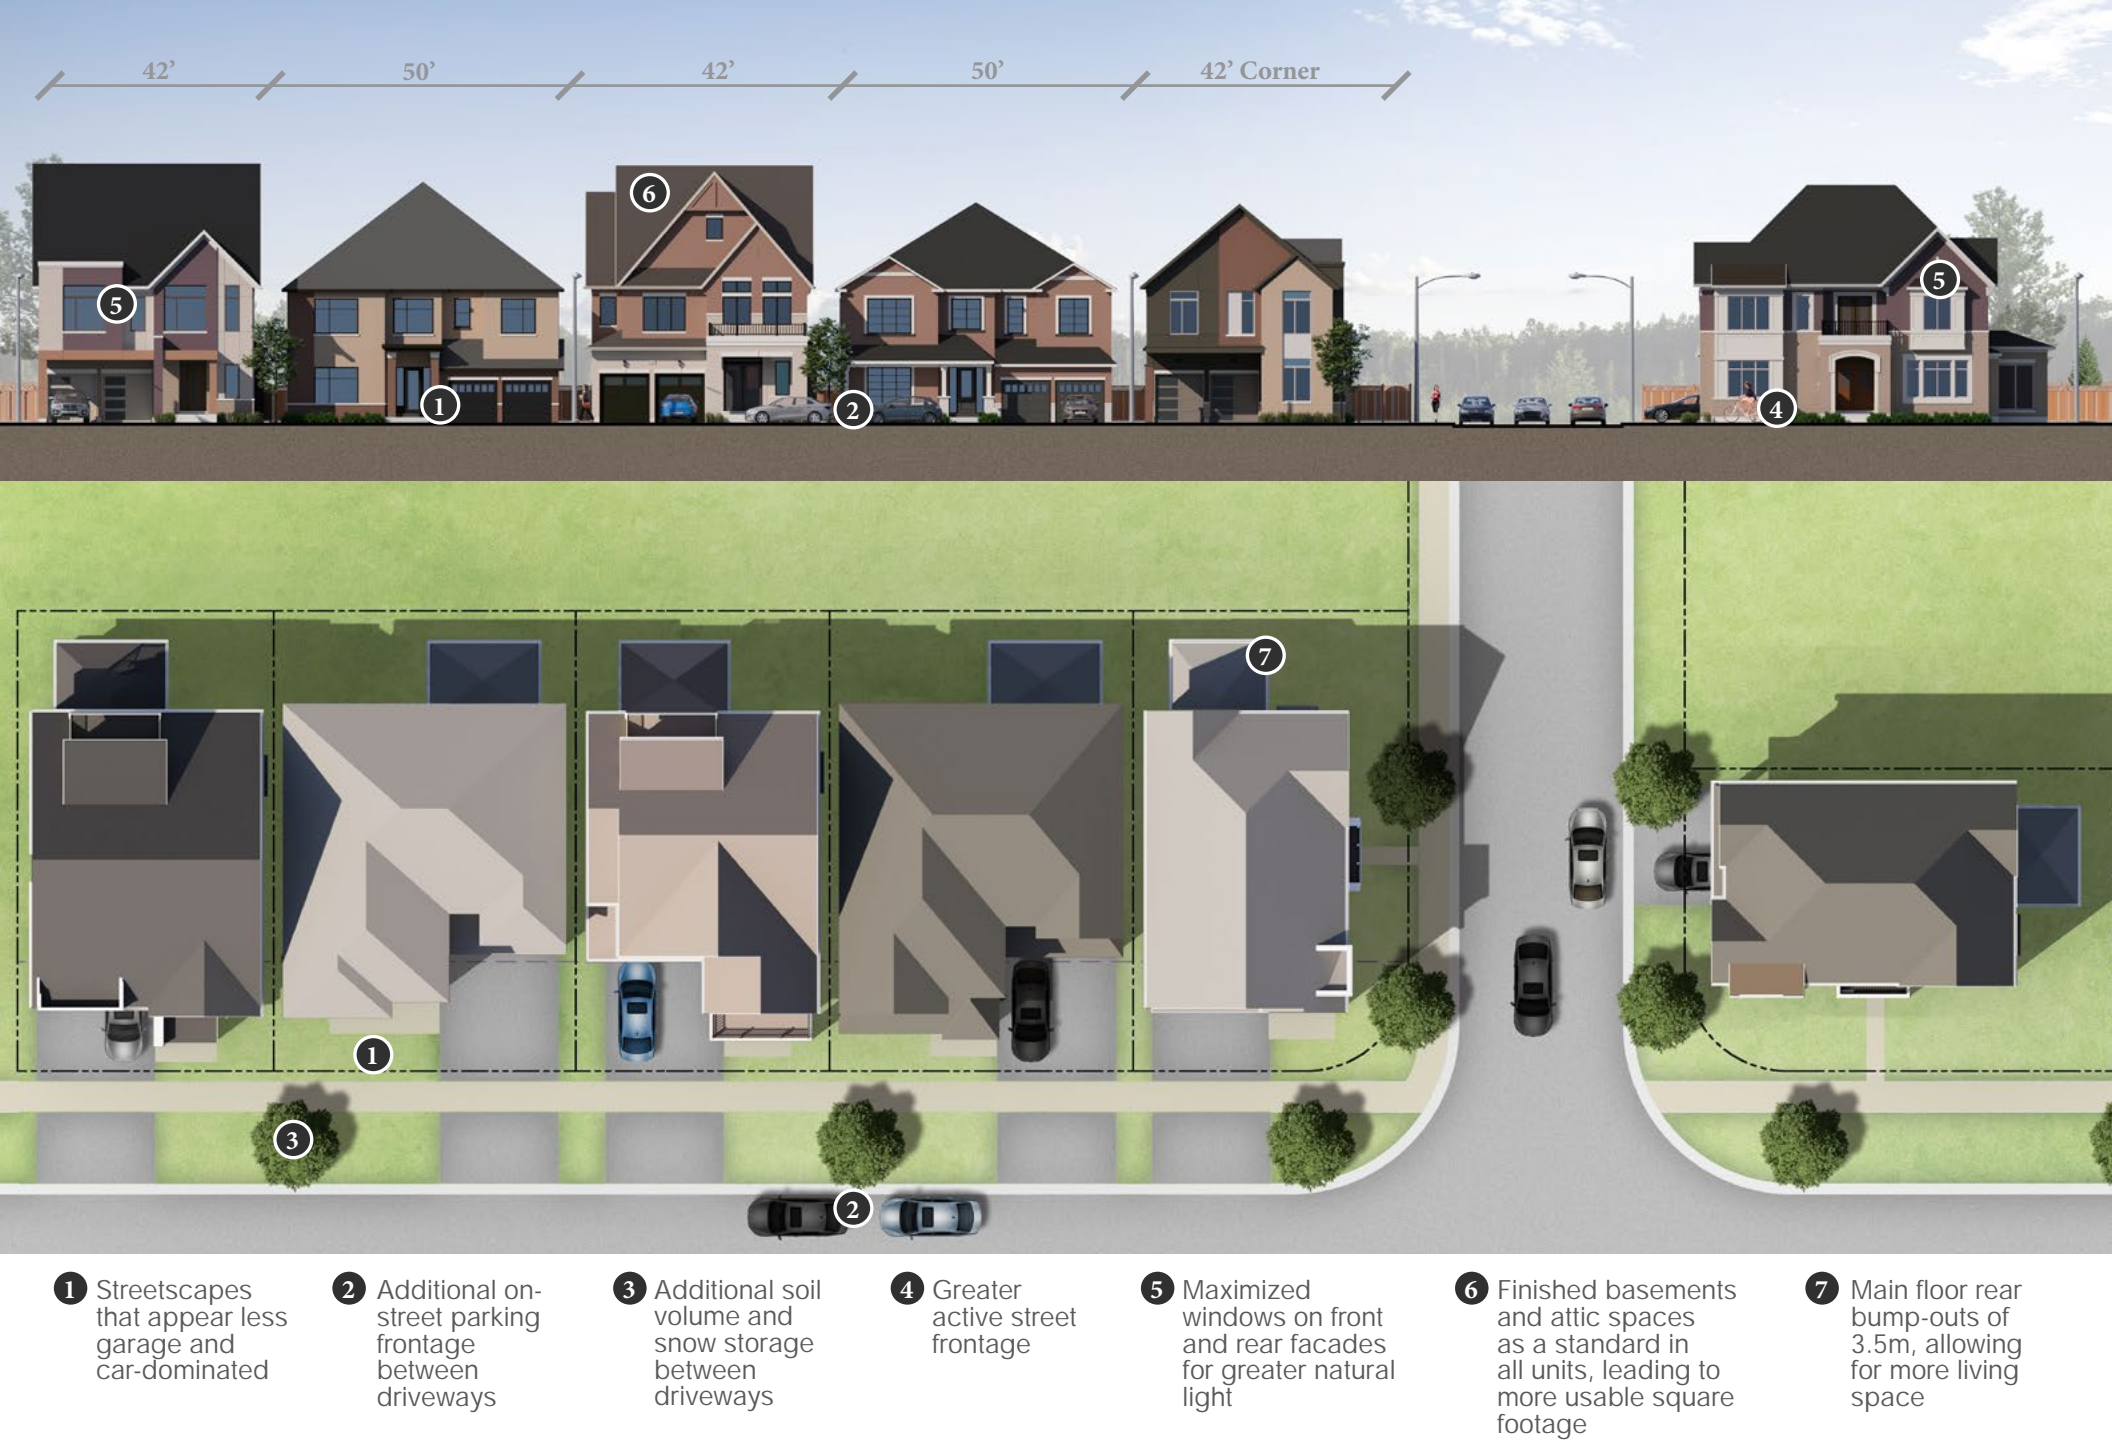 42’ 50’ 42’ 50’ 42’ Corner
5
6
5
1
2
4
7
1
3
2
1 Streetscapes
that appear less
garage and
car-dominated
2 Additional on-
street parking
frontage
between
driveways
3 Additional soil
volume and
snow storage
between
driveways
4 Greater
active street
frontage
5 Maximized
windows on front
and rear facades
for greater natural
light
6 Finished basements
and attic spaces
as a standard in
all units, leading to
more usable square
footage
7 Main floor rear
bump-outs of
3.5m, allowing
for more living
space